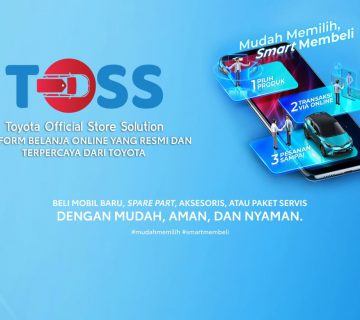 Mudah Memilih,
Smart Membeli
TOSS
Toyota Official Store Solution
FORM BELANJA ONLINE YANG RESMI DAN
TERPERCAYA DARI TOYOTA
1 PILIH
PRODUK
2 TRANSAKSI
VIA ONLINE
3 PESANAN
SAMPAI
BELI MOBIL BARU, SPARE PART, AKSESORIS, ATAU PAKET SERVIS
DENGAN MUDAH, AMAN, DAN NYAMAN.
#mudahmemilih #smartmembeli